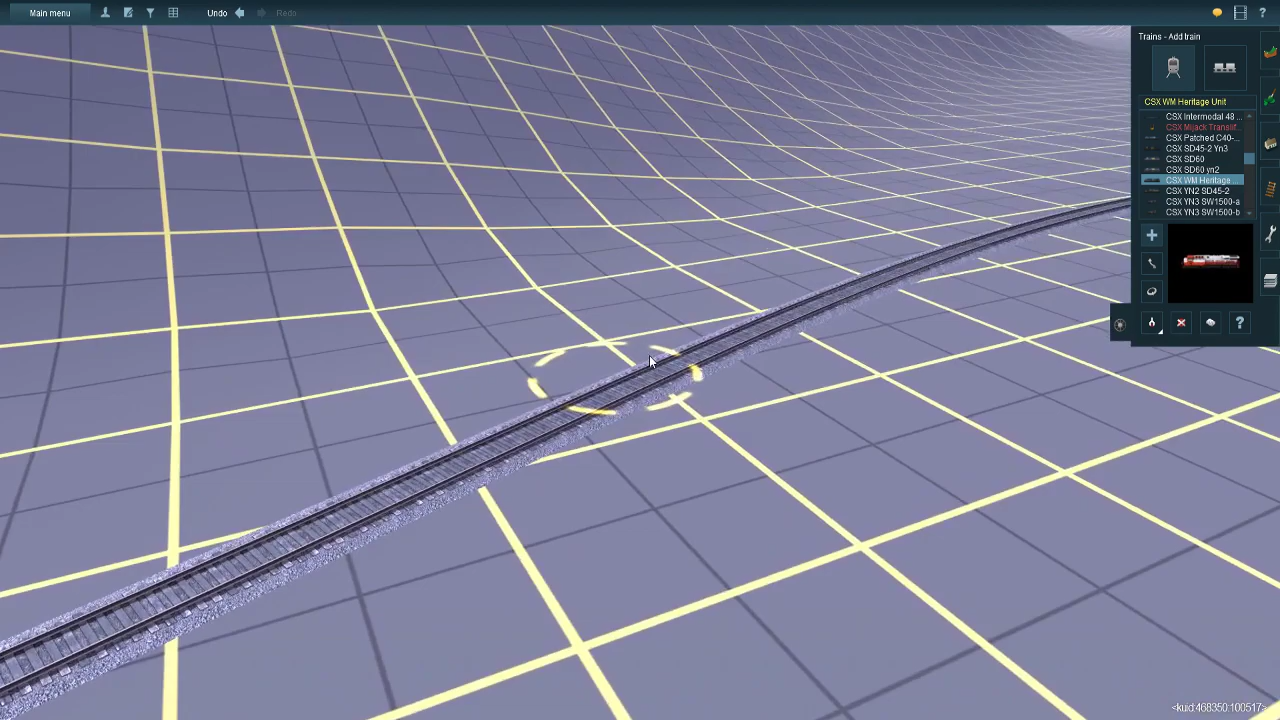 Main menu
Undo
Redo
?
Trains - Add train
CSX WM Heritage Unit
CSX Intermodal 48 ...
CSX Mijack Translif...
CSX Patched C40-...
CSX SD45-2 Yn3
CSX SD60
CSX SD60 yn2
CSX WM Heritage ...
CSX YN2 SD45-2
CSX YN3 SW1500-a
CSX YN3 SW1500-b
?
<kuid:468350:100517>